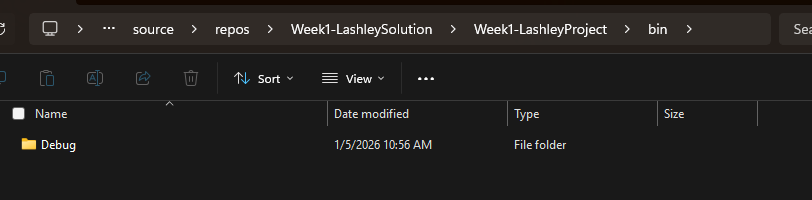 source > repos > Week1-LashleySolution > Week1-LashleyProject > bin >
Sort View
Name Date modified Type Size
Debug 1/5/2026 10:56 AM File folder